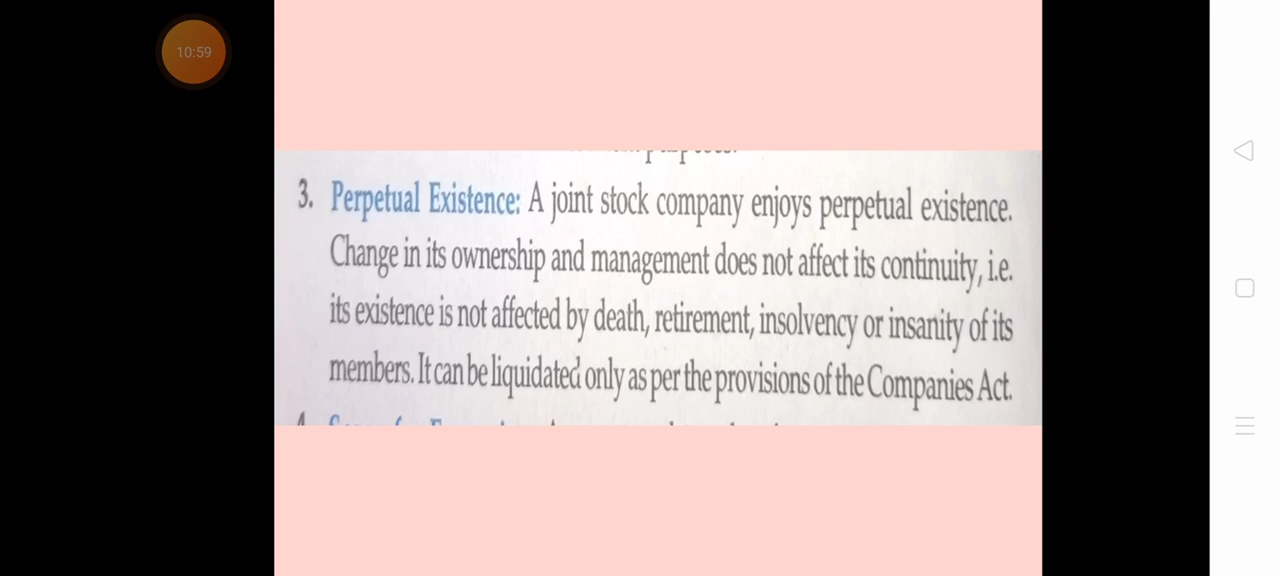 10:59
3. Perpetual Existence: A joint stock company enjoys perpetual existence.
Change in its ownership and management does not affect its continuity, i.e.
its existence is not affected by death, retirement, insolvency or insanity of its
members. It can be liquidated only as per the provisions of the Companies Act.